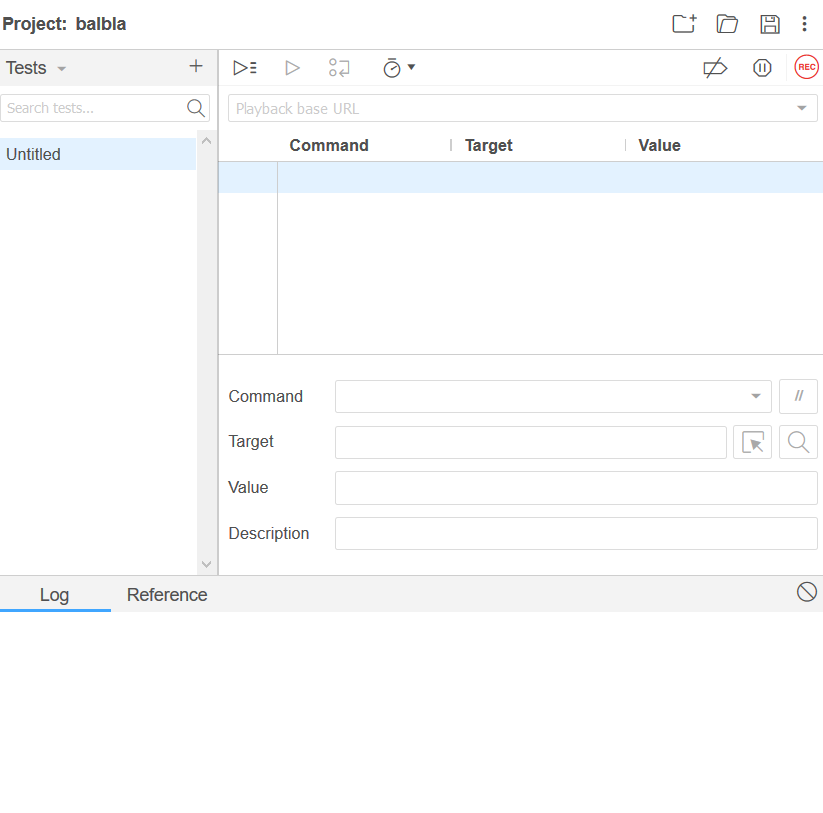 Project: balbla
Tests
+
REC
Search tests...
Playback base URL
Untitled
Command Target Value
Command
//
Target
Value
Description
Log Reference